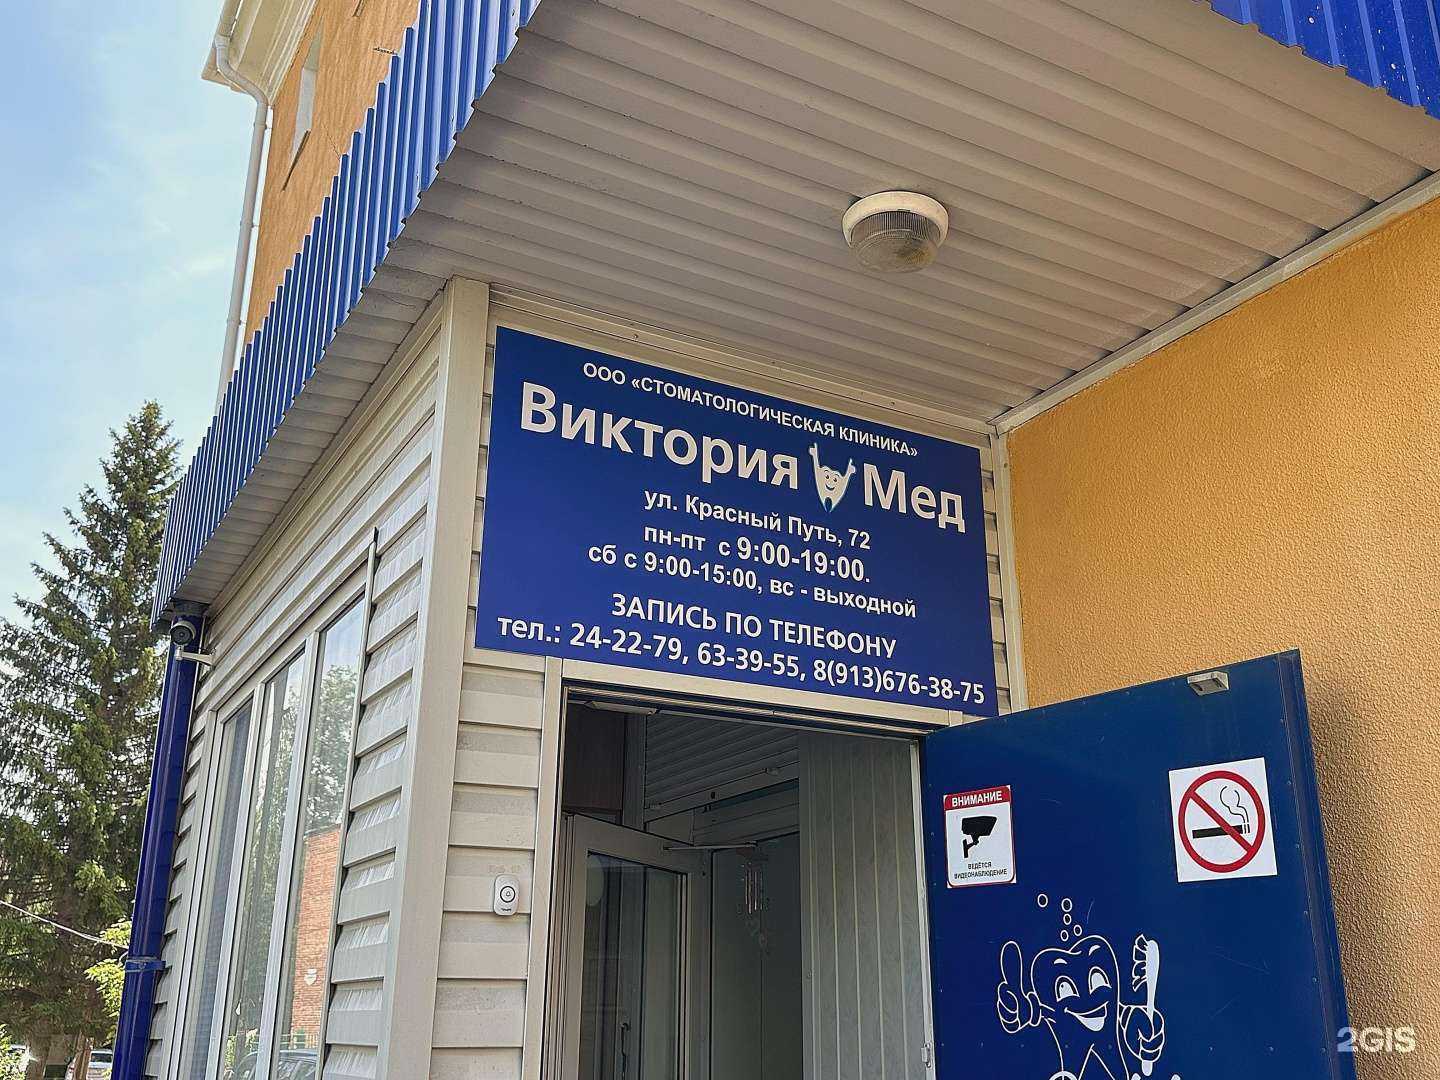 ООО «СТОМАТОЛОГИЧЕСКАЯ КЛИНИКА»
Виктория Мед
ул. Красный Путь, 72
пн-пт с 9:00-19:00.
сб с 9:00-15:00, вс - выходной
ЗАПИСЬ ПО ТЕЛЕФОНУ
тел.: 24-22-79, 63-39-55, 8(913)676-38-75
ВНИМАНИЕ
ВЕДЁТСЯ
ВИДЕОНАБЛЮДЕНИЕ
2GIS